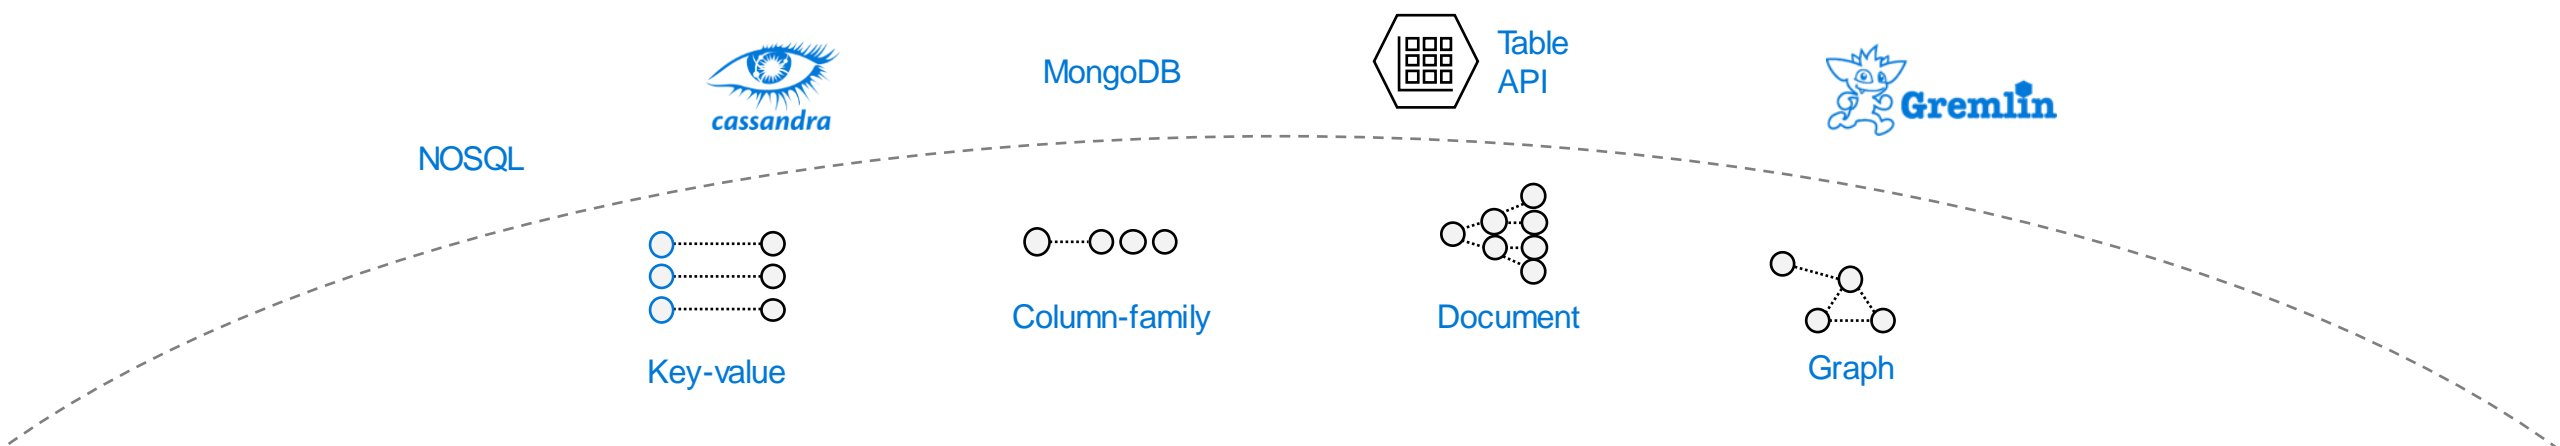 NOSQL
cassandra
MongoDB
Table
API
Gremlin
Key-value
Column-family
Document
Graph